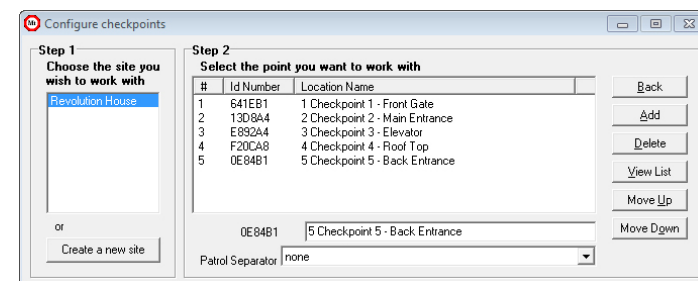 Configure checkpoints
Step 1
Choose the site you
wish to work with
Revolution House
or
Create a new site
Step 2
Select the point you want to work with
# Id Number Location Name
1 641EB1 1 Checkpoint 1 - Front Gate
2 13D8A4 2 Checkpoint 2 - Main Entrance
3 E892A4 3 Checkpoint 3 - Elevator
4 F20CA8 4 Checkpoint 4 - Roof Top
5 0E84B1 5 Checkpoint 5 - Back Entrance
0E84B1 5 Checkpoint 5 - Back Entrance
Patrol Separator none
Back
Add
Delete
View List
Move Up
Move Down